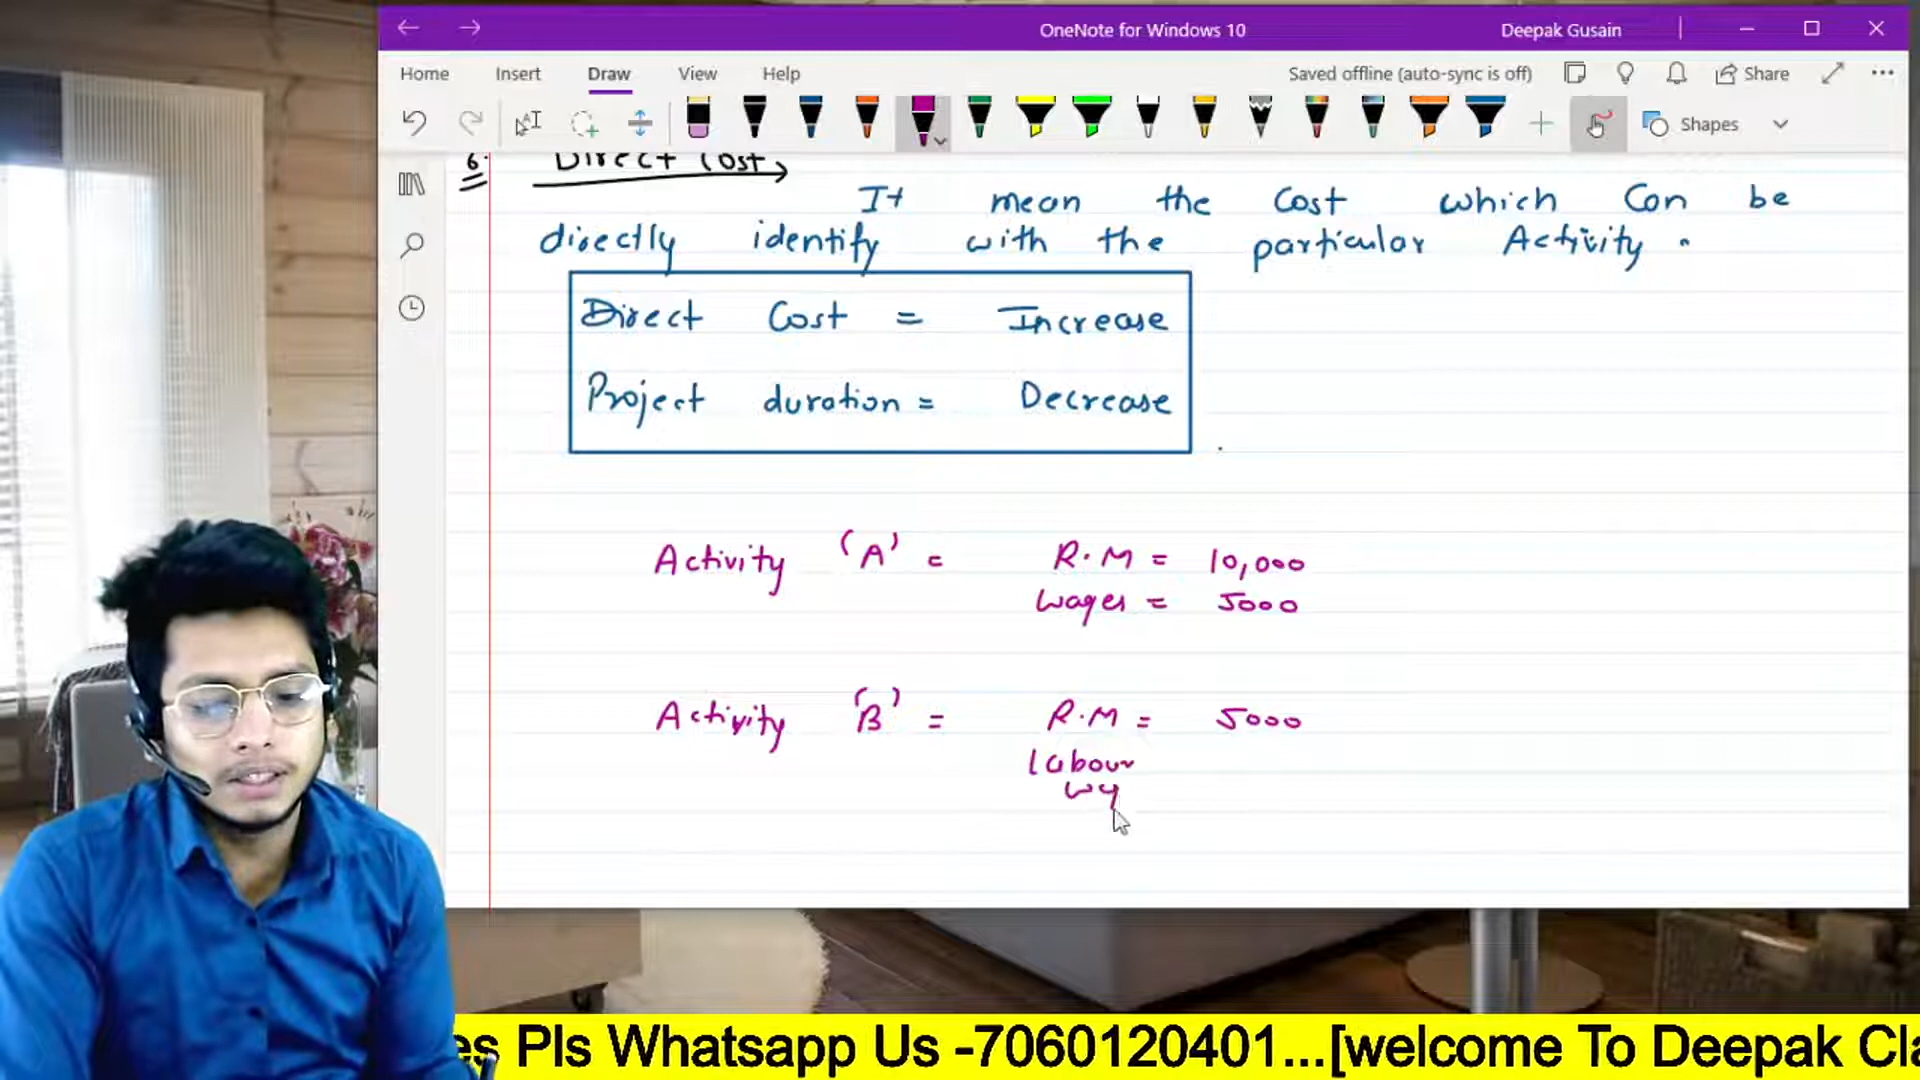 OneNote for Windows 10
Deepak Gusain
Home Insert Draw View Help
Saved offline (auto-sync is off)
Share
Shapes
6. Direct Cost
It mean the Cost which Can be
directly identify with the particular Activity.
Direct Cost = Increase
Project duration = Decrease
Activity 'A' = R.M = 10,000
Wages = 5000
Activity 'B' = R.M = 5000
labour
es Pls Whatsapp Us -7060120401...[welcome To Deepak Cla